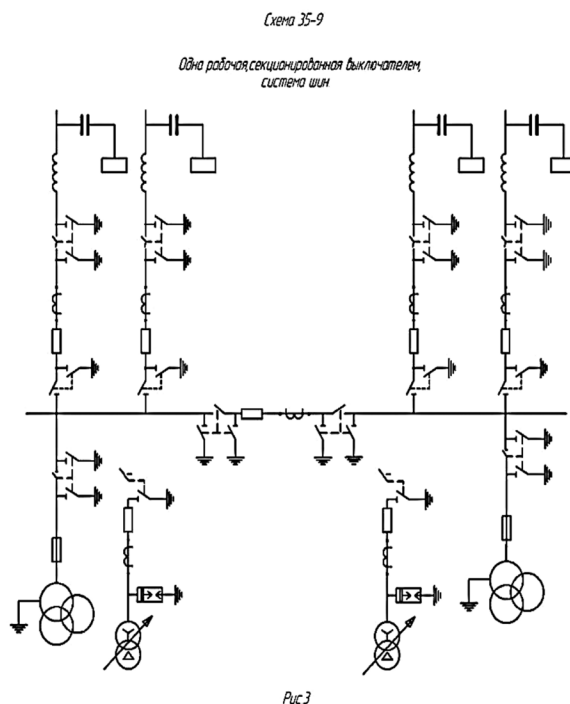 Схема 35-9
Одна рабочая,секционированная выключателем,
система шин
Рис.3